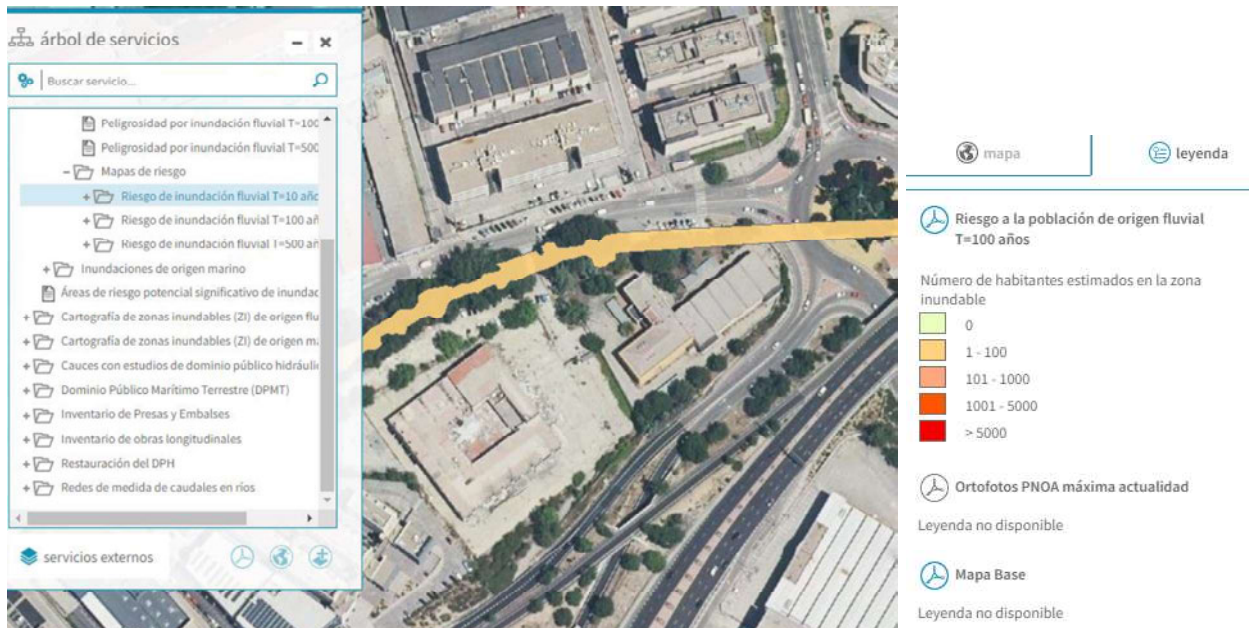 árbol de servicios
Buscar servicio...
Peligrosidad por inundación fluvial T=100
Peligrosidad por inundación fluvial T=500
Mapas de riesgo
Riesgo de inundación fluvial T=10 año
Riesgo de inundación fluvial T=100 añ
Riesgo de inundación fluvial T=500 añ
Inundaciones de origen marino
Áreas de riesgo potencial significativo de inundac
Cartografía de zonas inundables (ZI) de origen flu
Cartografía de zonas inundables (ZI) de origen m
Cauces con estudios de dominio público hidráulic
Dominio Público Marítimo Terrestre (DPMT)
Inventario de Presas y Embalses
Inventario de obras longitudinales
Restauración del DPH
Redes de medida de caudales en ríos
servicios externos
mapa
leyenda
Riesgo a la población de origen fluvial
T=100 años
Número de habitantes estimados en la zona
inundable
0
1 - 100
101 - 1000
1001 - 5000
> 5000
Ortofotos PNOA máxima actualidad
Leyenda no disponible
Mapa Base
Leyenda no disponible